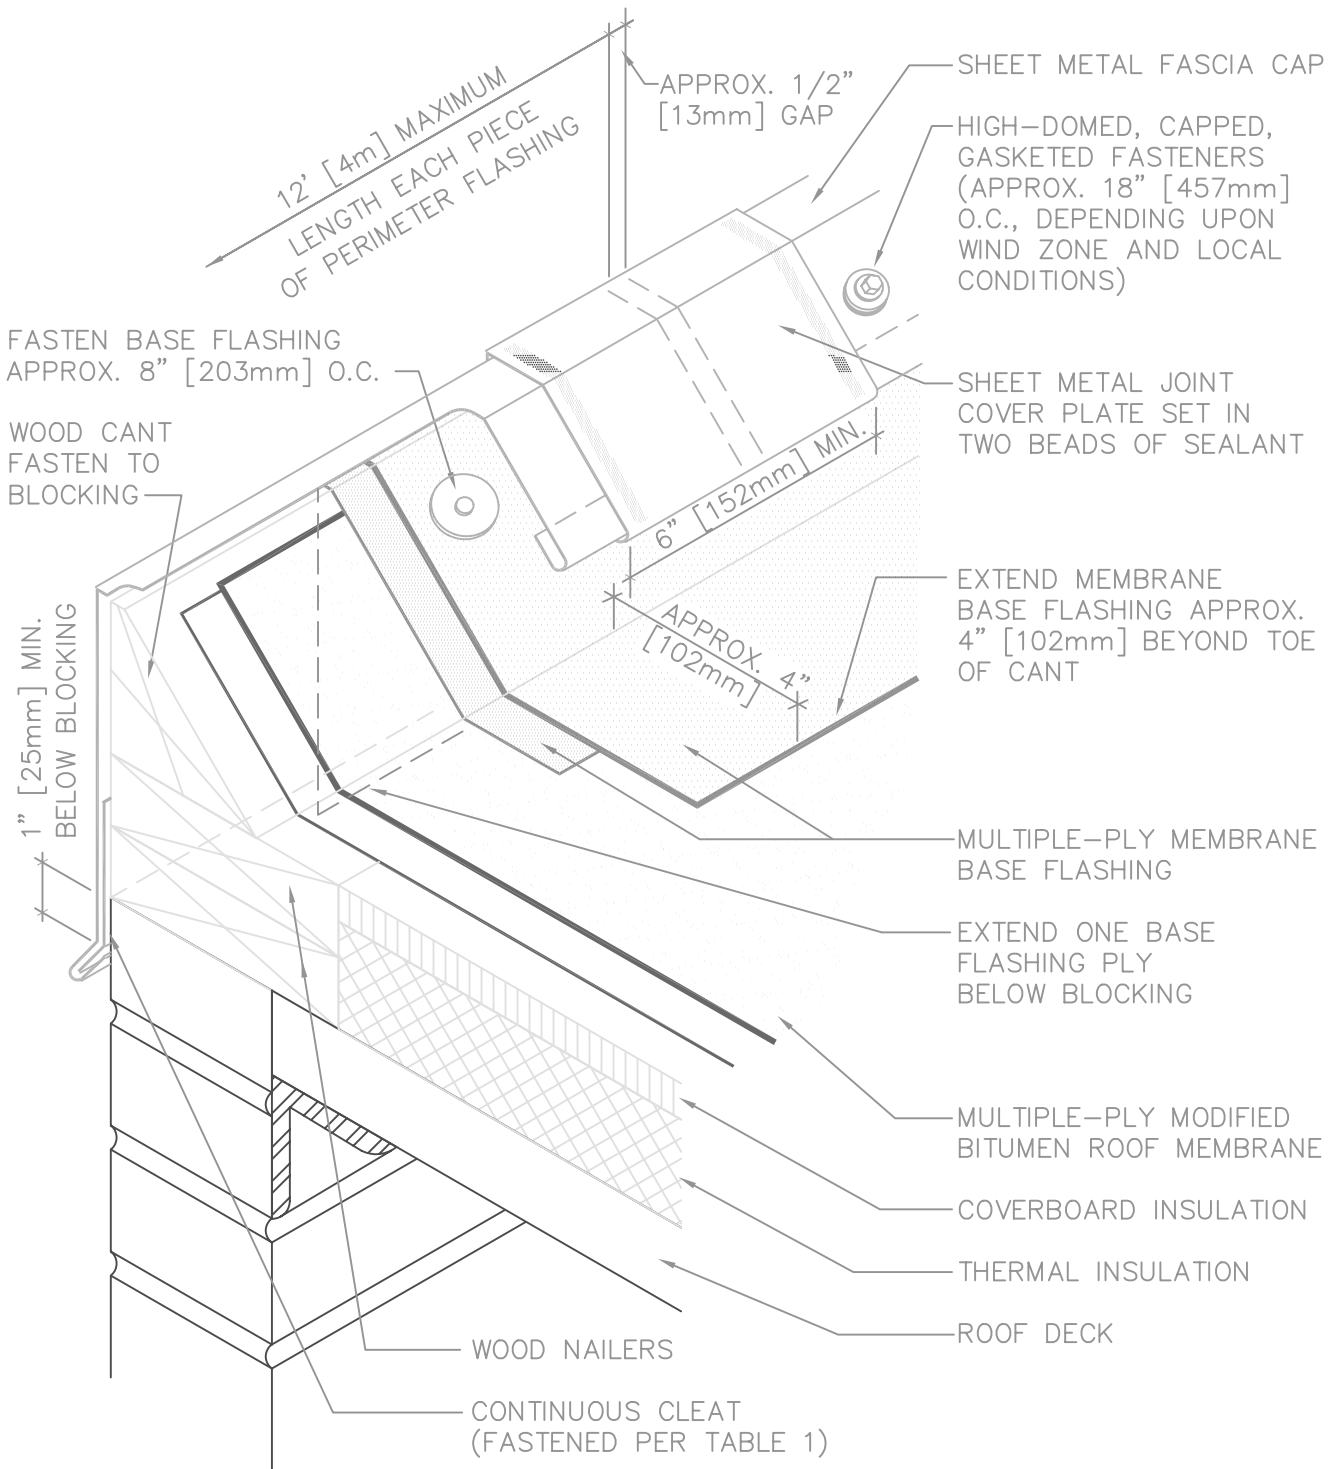 12' [4m] MAXIMUM
LENGTH EACH PIECE
OF PERIMETER FLASHING
APPROX. 1/2"
[13mm] GAP
SHEET METAL FASCIA CAP
HIGH-DOMED, CAPPED,
GASKETED FASTENERS
(APPROX. 18" [457mm]
O.C., DEPENDING UPON
WIND ZONE AND LOCAL
CONDITIONS)
FASTEN BASE FLASHING
APPROX. 8" [203mm] O.C.
WOOD CANT
FASTEN TO
BLOCKING
SHEET METAL JOINT
COVER PLATE SET IN
TWO BEADS OF SEALANT
6" [152mm] MIN.
APPROX. 4"
[102mm]
EXTEND MEMBRANE
BASE FLASHING APPROX.
4" [102mm] BEYOND TOE
OF CANT
1" [25mm] MIN.
BELOW BLOCKING
MULTIPLE-PLY MEMBRANE
BASE FLASHING
EXTEND ONE BASE
FLASHING PLY
BELOW BLOCKING
MULTIPLE-PLY MODIFIED
BITUMEN ROOF MEMBRANE
COVERBOARD INSULATION
THERMAL INSULATION
ROOF DECK
WOOD NAILERS
CONTINUOUS CLEAT
(FASTENED PER TABLE 1)